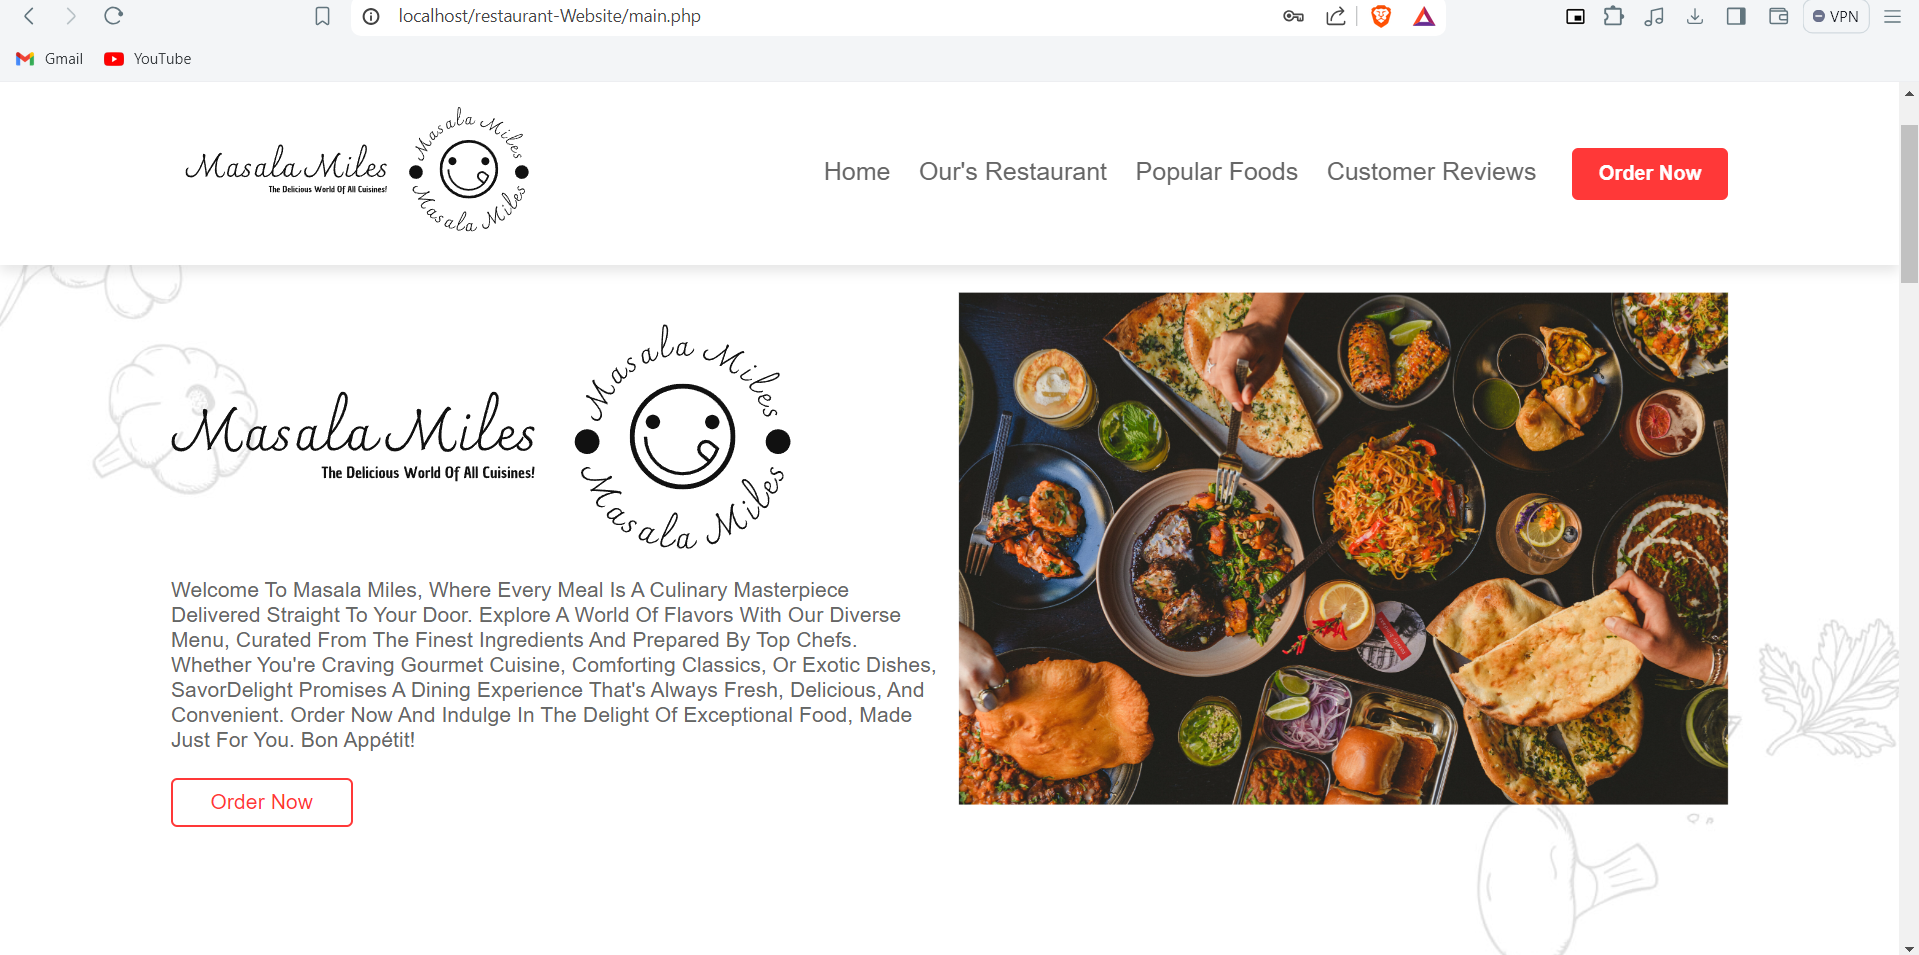 localhost/restaurant-Website/main.php
VPN
Gmail
YouTube
Masala Miles
The Delicious World Of All Cuisines!
Masala Miles
Masala Miles
Home
Our's Restaurant
Popular Foods
Customer Reviews
Order Now
Masala Miles
The Delicious World Of All Cuisines!
Masala Miles
Masala Miles
Welcome To Masala Miles, Where Every Meal Is A Culinary Masterpiece
Delivered Straight To Your Door. Explore A World Of Flavors With Our Diverse
Menu, Curated From The Finest Ingredients And Prepared By Top Chefs.
Whether You're Craving Gourmet Cuisine, Comforting Classics, Or Exotic Dishes,
SavorDelight Promises A Dining Experience That's Always Fresh, Delicious, And
Convenient. Order Now And Indulge In The Delight Of Exceptional Food, Made
Just For You. Bon Appétit!
Order Now